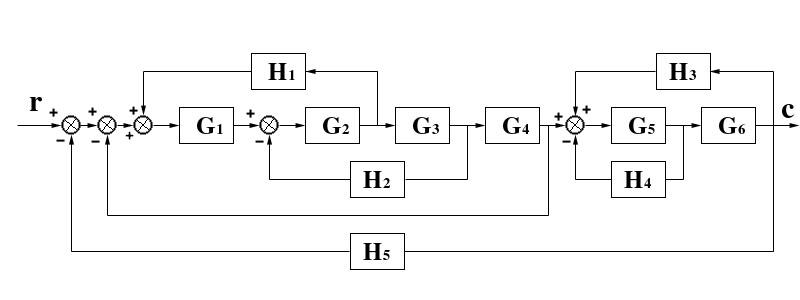 H1 H3
r + + + + G1 + G2 G3 G4 + + G5 G6 c
− − − −
H2 H4
H5